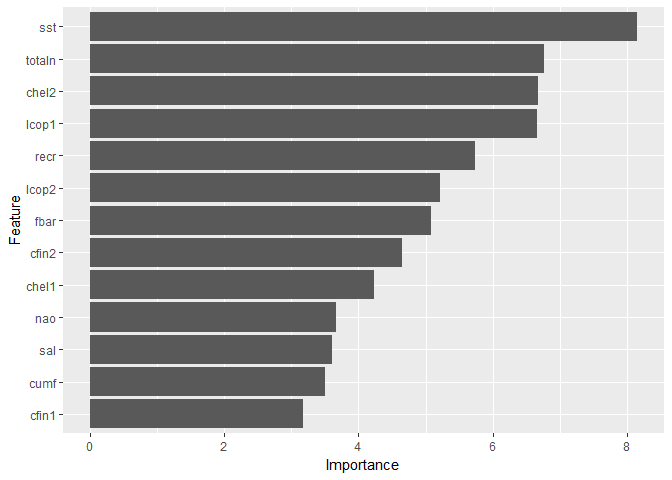 sst
totaln
chel2
lcop1
recr
lcop2
fbar
cfin2
chel1
nao
sal
cumf
cfin1
Feature
0 2 4 6 8
Importance